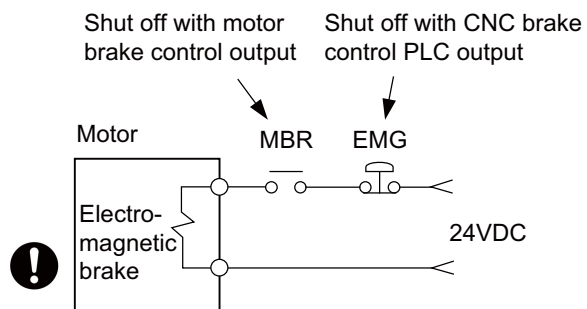 Shut off with motor
brake control output
Shut off with CNC brake
control PLC output
Motor
MBR
EMG
Electro-
magnetic
brake
24VDC